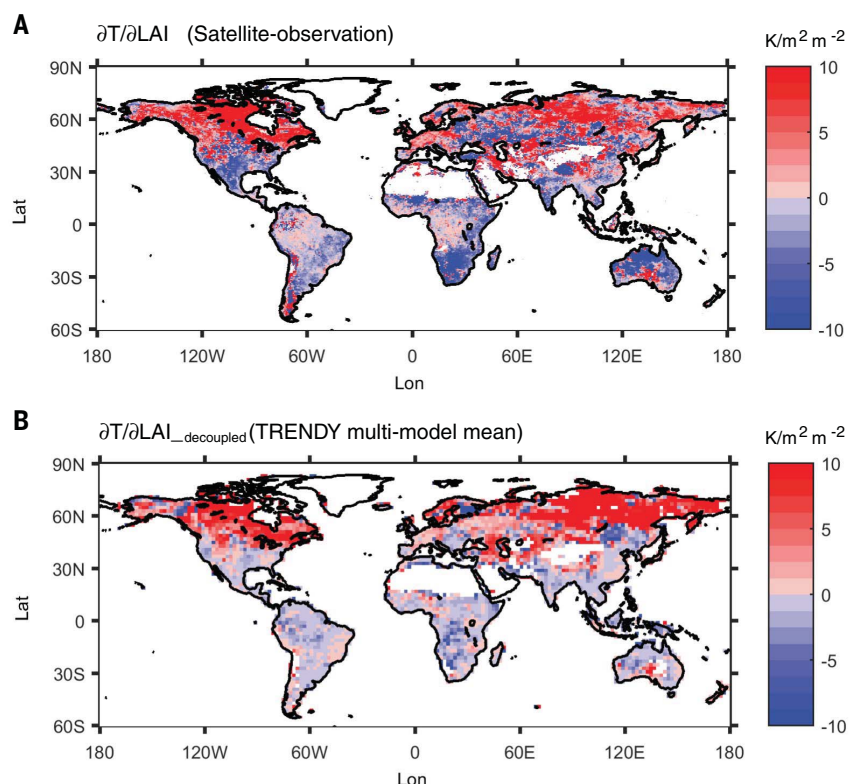 A
∂T/∂LAI (Satellite-observation)
K/m² m⁻²
90N
60N
30N
0
30S
60S
Lat
180
120W
60W
0
60E
120E
180
Lon
10
5
0
-5
-10
B
∂T/∂LAI_decoupled (TRENDY multi-model mean)
K/m² m⁻²
90N
60N
30N
0
30S
60S
Lat
180
120W
60W
0
60E
120E
180
Lon
10
5
0
-5
-10